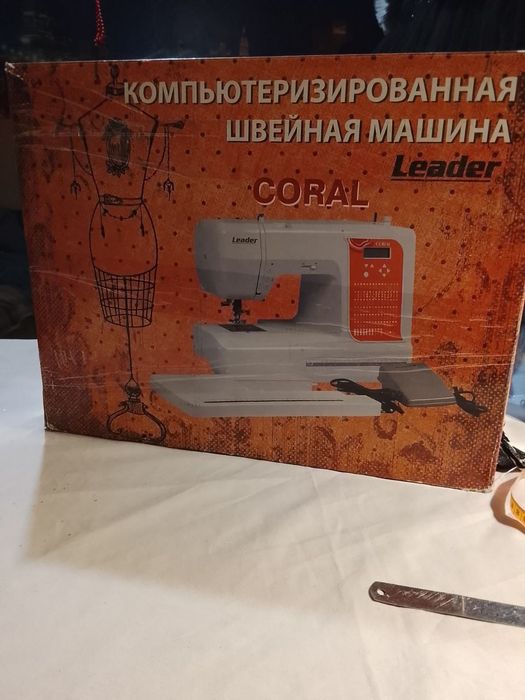 КОМПЬЮТЕРИЗИРОВАННАЯ
ШВЕЙНАЯ МАШИНА
Leader
CORAL
Leader